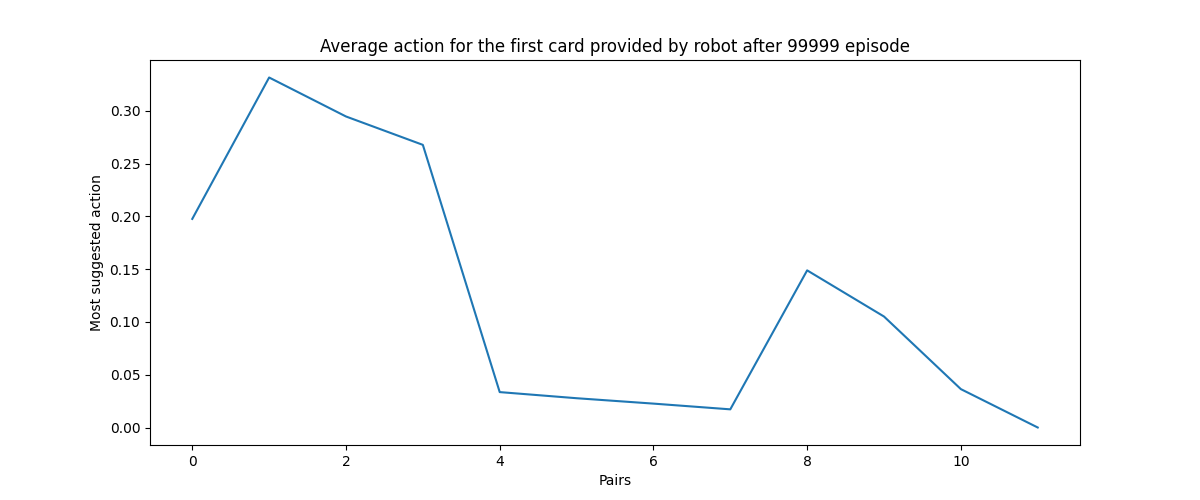 Average action for the first card provided by robot after 99999 episode
Most suggested action
0.30
0.25
0.20
0.15
0.10
0.05
0.00
0 2 4 6 8 10
Pairs